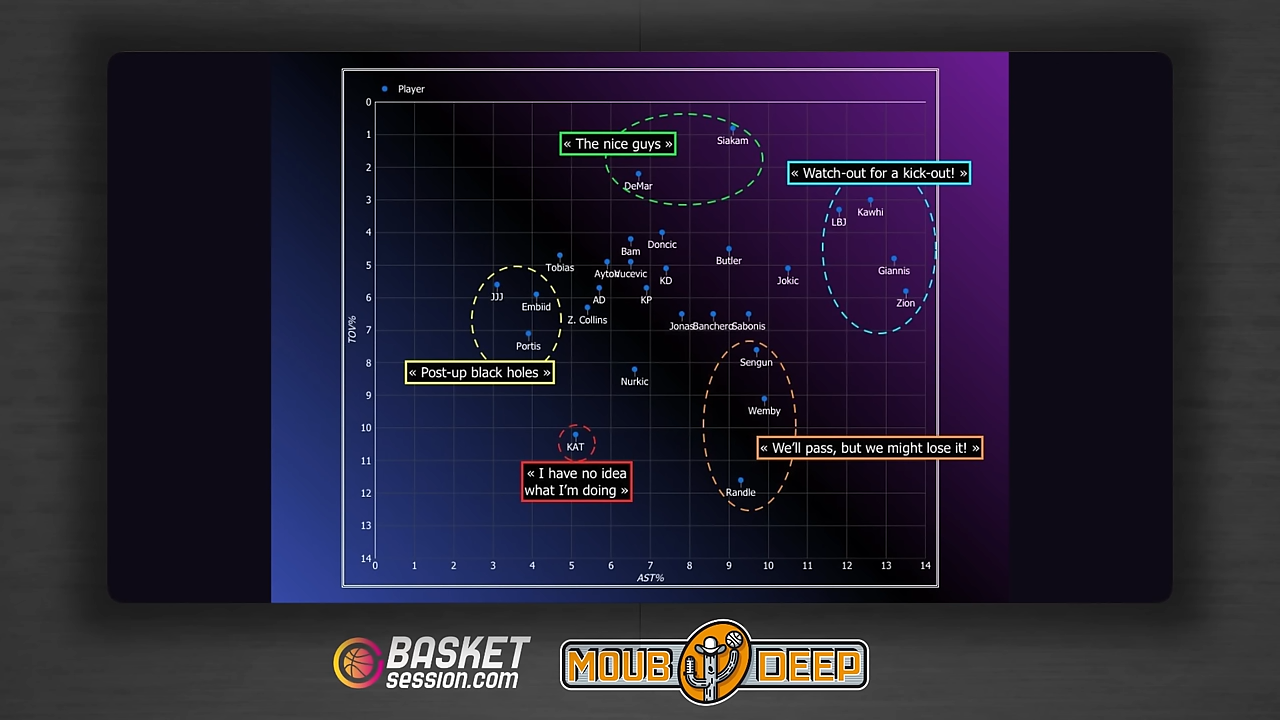 Player
0
1
2
3
4
5
6
7
8
9
10
11
12
13
14
0 1 2 3 4 5 6 7 8 9 10 11 12 13 14
TOV%
AST%
« The nice guys »
Siakam
DeMar
« Watch-out for a kick-out! »
LBJ
Kawhi
Giannis
Zion
Bam
Doncic
Butler
Tobias
Ayton
Vucevic
KD
Jokic
JJJ
Embiid
AD
KP
Z. Collins
Portis
Jonas
Banchero
Sabonis
« Post-up black holes »
Sengun
Nurkic
Wemby
KAT
« We'll pass, but we might lose it! »
« I have no idea
what I'm doing »
Randle
BASKET
session.com
MOUB DEEP